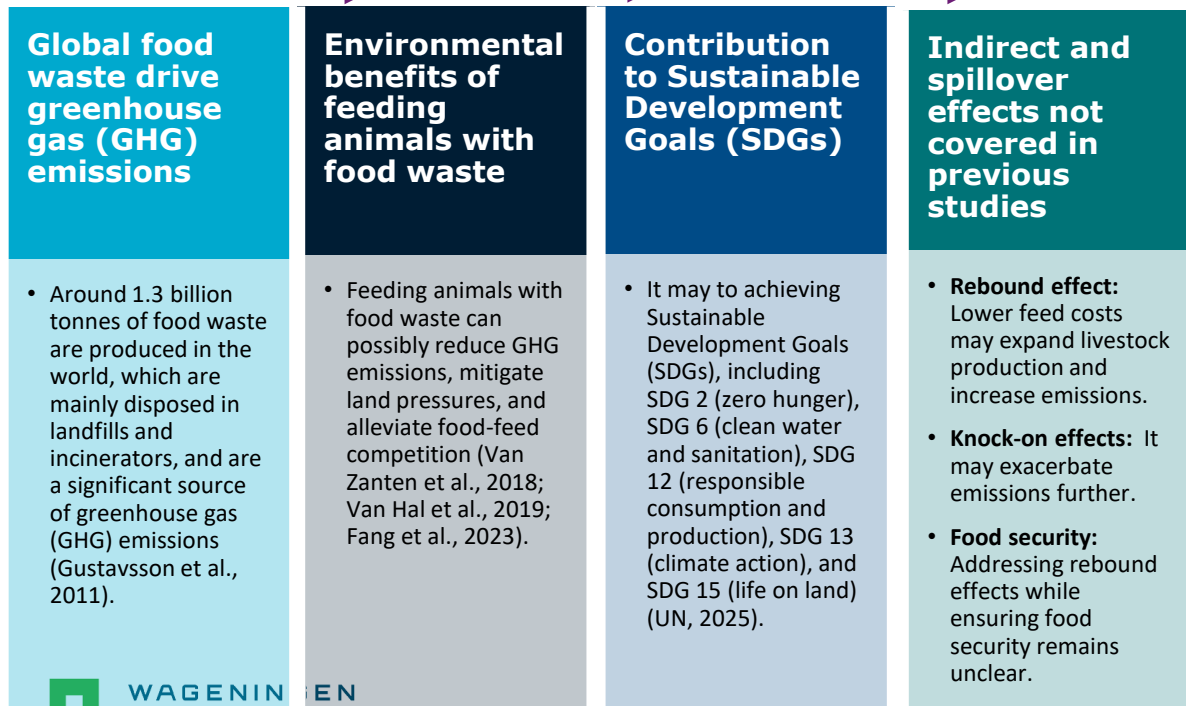 Global food
waste drive
greenhouse
gas (GHG)
emissions
• Around 1.3 billion
tonnes of food waste
are produced in the
world, which are
mainly disposed in
landfills and
incinerators, and are
a significant source
of greenhouse gas
(GHG) emissions
(Gustavsson et al.,
2011).
Environmental
benefits of
feeding
animals with
food waste
• Feeding animals with
food waste can
possibly reduce GHG
emissions, mitigate
land pressures, and
alleviate food-feed
competition (Van
Zanten et al., 2018;
Van Hal et al., 2019;
Fang et al., 2023).
Contribution
to Sustainable
Development
Goals (SDGs)
• It may to achieving
Sustainable
Development Goals
(SDGs), including
SDG 2 (zero hunger),
SDG 6 (clean water
and sanitation), SDG
12 (responsible
consumption and
production), SDG 13
(climate action), and
SDG 15 (life on land)
(UN, 2025).
Indirect and
spillover
effects not
covered in
previous
studies
• Rebound effect:
Lower feed costs
may expand livestock
production and
increase emissions.
• Knock-on effects: It
may exacerbate
emissions further.
• Food security:
Addressing rebound
effects while
ensuring food
security remains
unclear.
WAGENINGEN